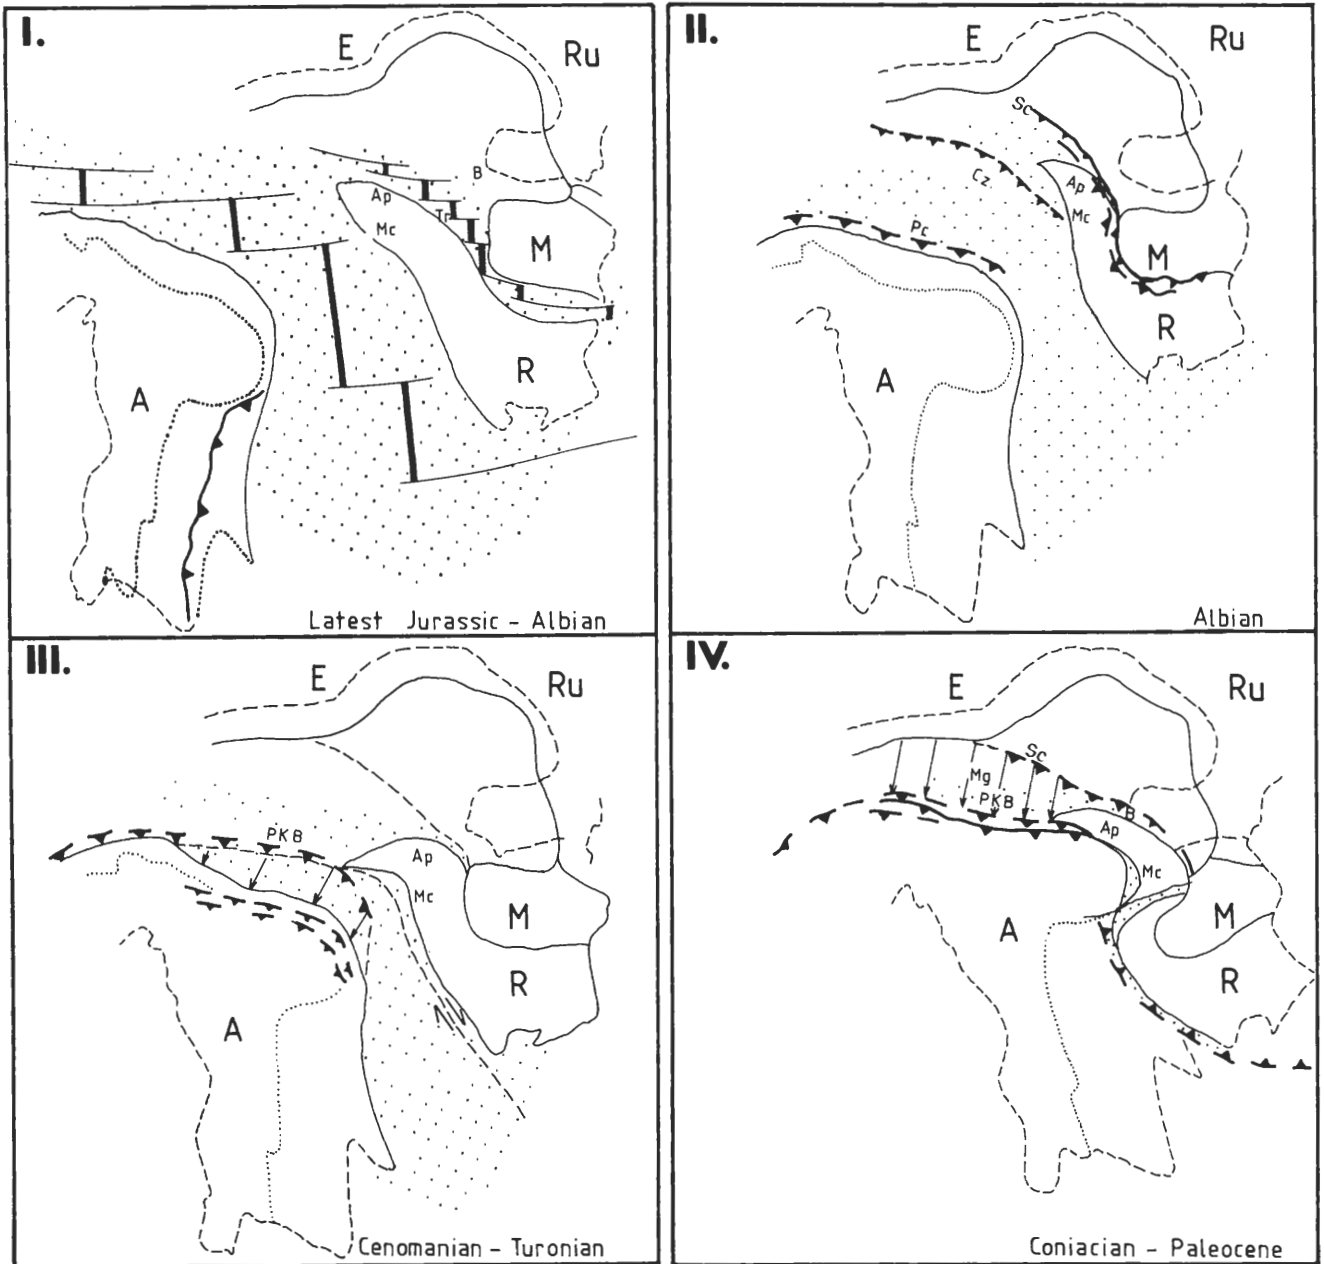 I.
E
Ru
B
Ap
Tr
Mc
M
R
A
Latest Jurassic - Albian
II.
E
Ru
Sc
Cz
Ap
Mc
Pc
M
R
A
Albian
III.
E
Ru
PKB
Ap
Mc
M
R
A
Cenomanian - Turonian
IV.
E
Ru
Sc
Mg
PKB
B
Ap
Mc
M
A
R
Coniacian - Paleocene